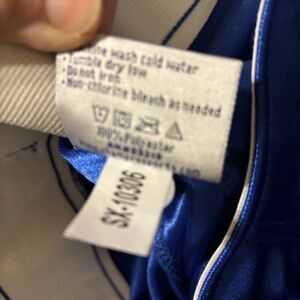 wash cold water
•Tumble dry low
•Do not iron
•Non-chlorine bleach as needed
100% Polyester
SX-10306